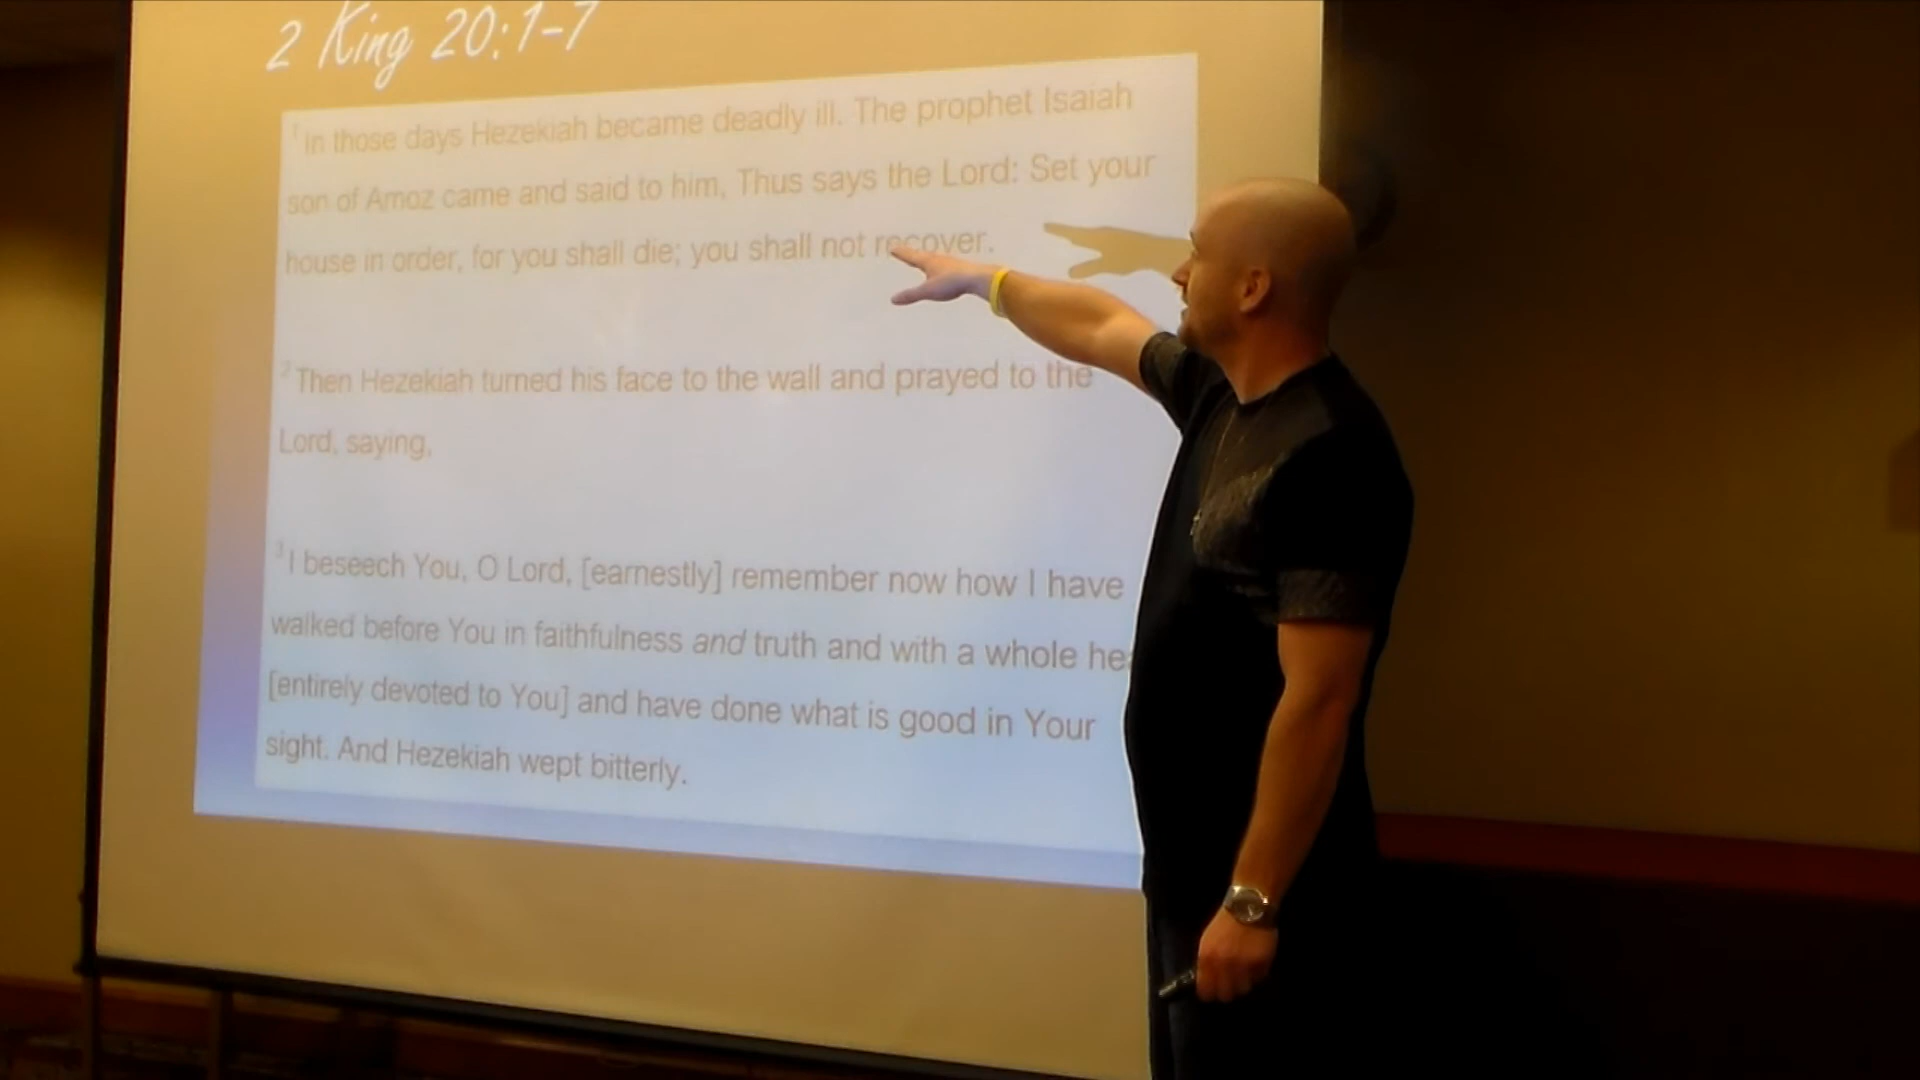 2 King 20:1-7
1 In those days Hezekiah became deadly ill. The prophet Isaiah
son of Amoz came and said to him, Thus says the Lord: Set your
house in order, for you shall die; you shall not recover.
2 Then Hezekiah turned his face to the wall and prayed to the
Lord, saying,
3 I beseech You, O Lord, [earnestly] remember now how I have
walked before You in faithfulness and truth and with a whole
[entirely devoted to You] and have done what is good in Your
sight. And Hezekiah wept bitterly.